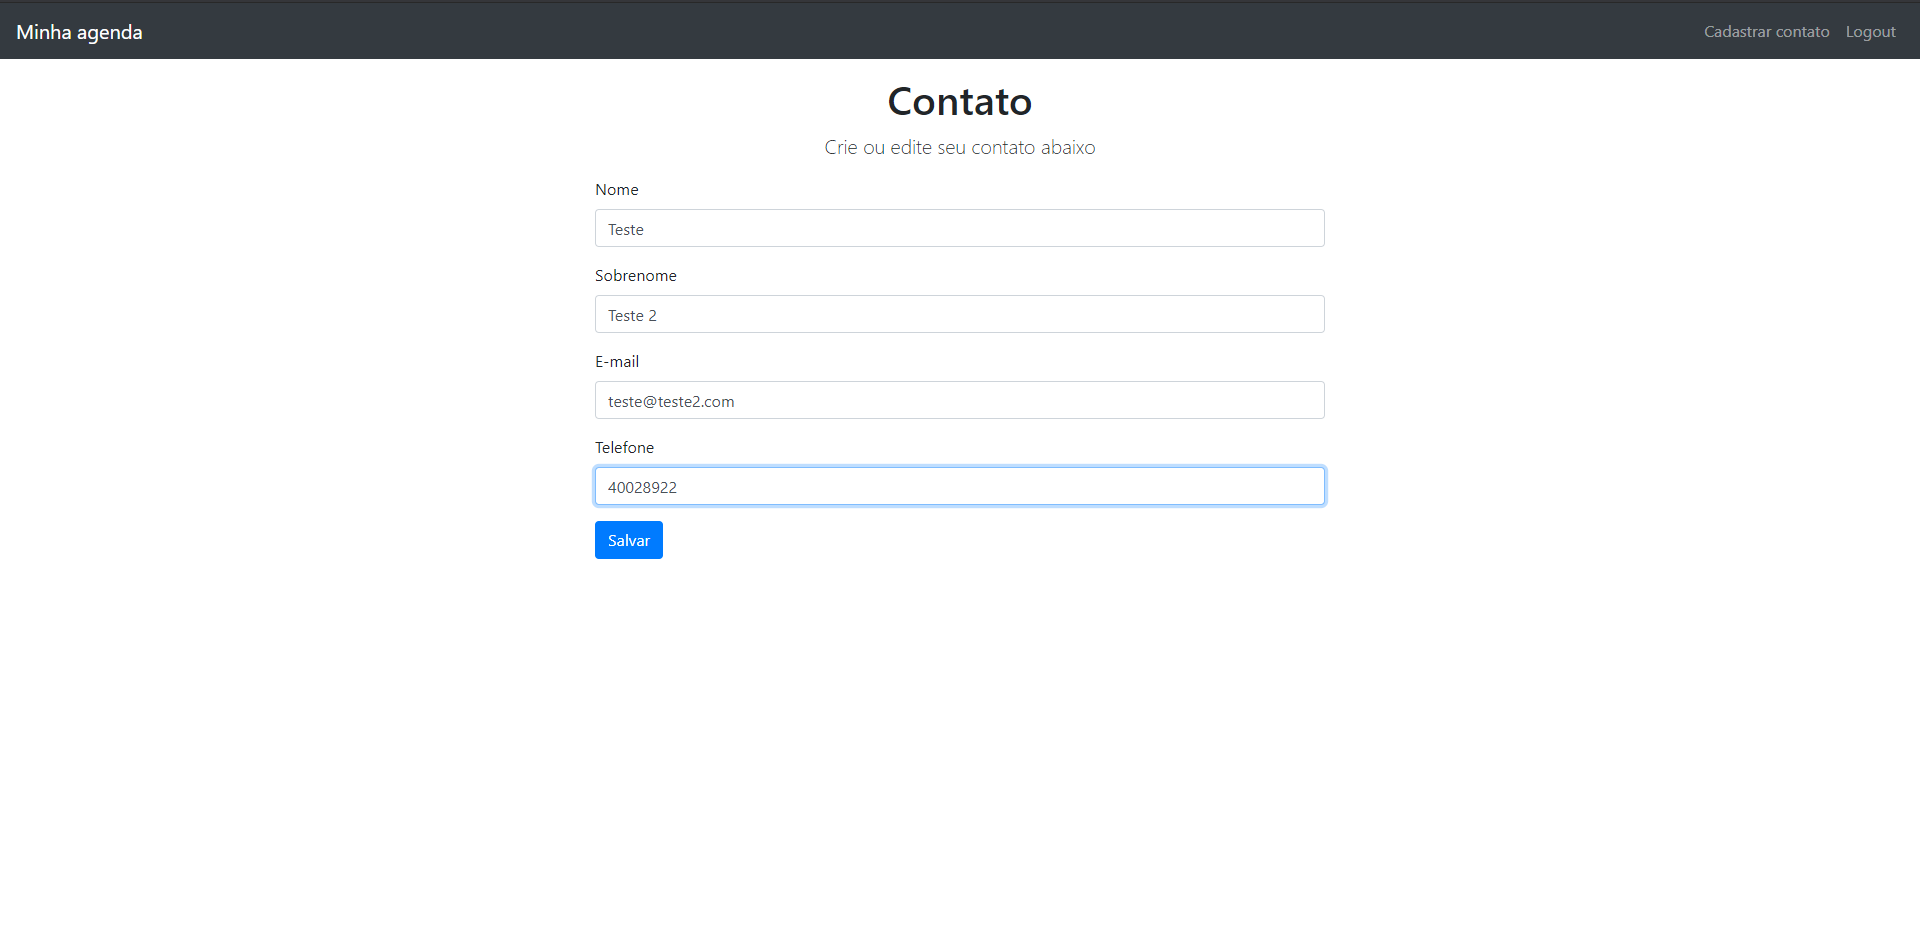 Minha agenda
Cadastrar contato
Logout
Contato
Crie ou edite seu contato abaixo
Nome
Teste
Sobrenome
Teste 2
E-mail
teste@teste2.com
Telefone
40028922
Salvar